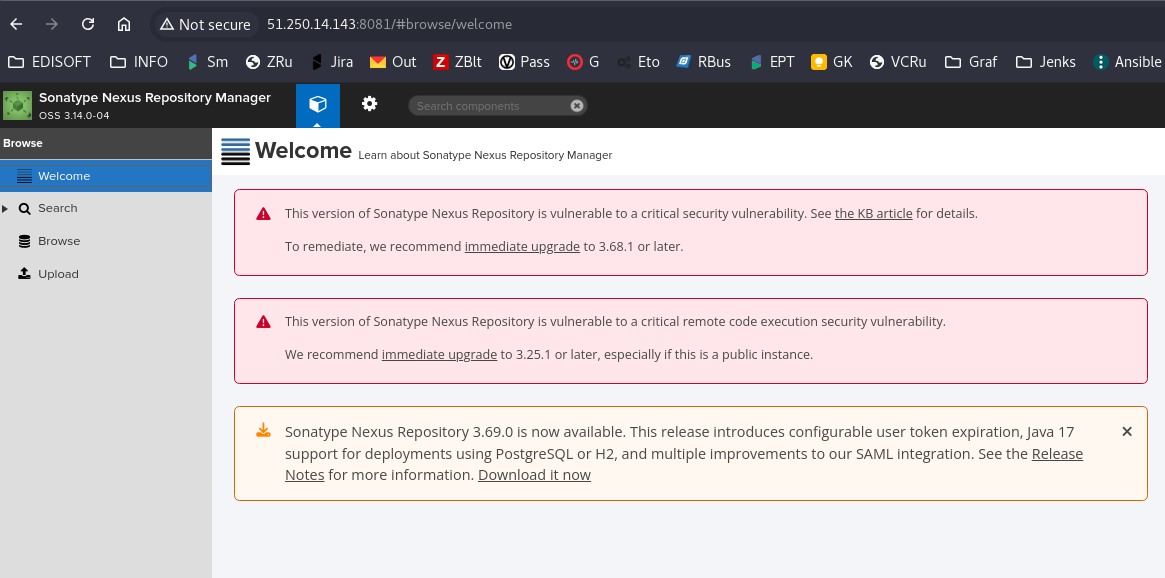 Not secure 51.250.14.143:8081/#browse/welcome
EDISOFT INFO Sm ZRu Jira Out ZBlt Pass G Eto RBus EPT GK VCRu Graf Jenks Ansible
Sonatype Nexus Repository Manager
OSS 3.14.0-04
Search components
Browse
Welcome Learn about Sonatype Nexus Repository Manager
Welcome
Search
Browse
Upload
This version of Sonatype Nexus Repository is vulnerable to a critical security vulnerability. See the KB article for details.
To remediate, we recommend immediate upgrade to 3.68.1 or later.
This version of Sonatype Nexus Repository is vulnerable to a critical remote code execution security vulnerability.
We recommend immediate upgrade to 3.25.1 or later, especially if this is a public instance.
Sonatype Nexus Repository 3.69.0 is now available. This release introduces configurable user token expiration, Java 17
support for deployments using PostgreSQL or H2, and multiple improvements to our SAML integration. See the Release
Notes for more information. Download it now